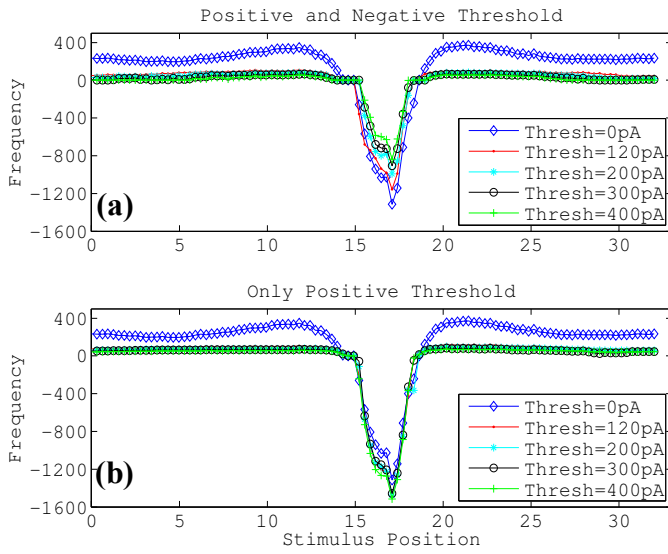 Positive and Negative Threshold
400
0
-400
-800
-1200
-1600
Frequency
(a)
Thresh=0pA
Thresh=120pA
Thresh=200pA
Thresh=300pA
Thresh=400pA
0 5 10 15 20 25 30
Only Positive Threshold
400
0
-400
-800
-1200
-1600
Frequency
(b)
Thresh=0pA
Thresh=120pA
Thresh=200pA
Thresh=300pA
Thresh=400pA
0 5 10 15 20 25 30
Stimulus Position